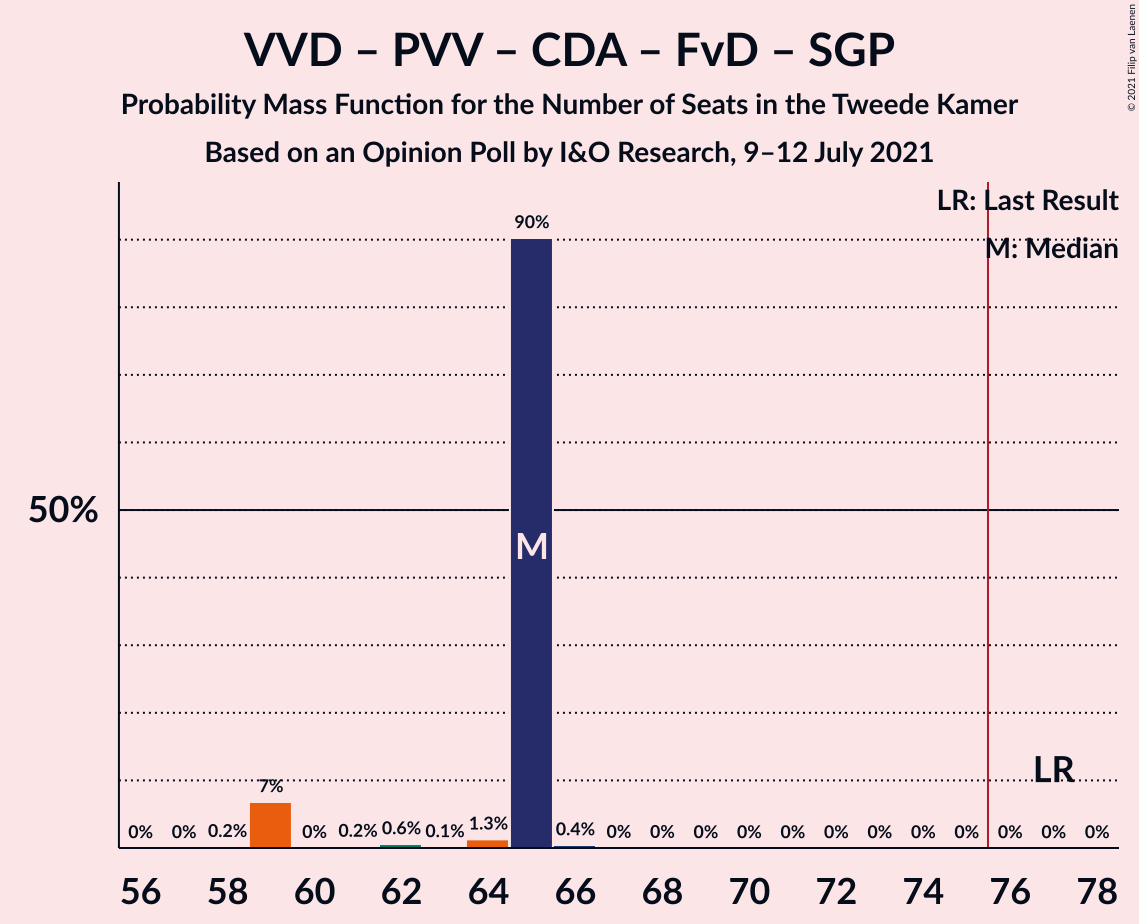 VVD – PVV – CDA – FvD – SGP
Probability Mass Function for the Number of Seats in the Tweede Kamer
Based on an Opinion Poll by I&O Research, 9–12 July 2021
© 2021 Filip van Laenen
LR: Last Result
M: Median
90%
50%
M
LR
0% 0% 0.2% 7% 0% 0.2% 0.6% 0.1% 1.3% 0.4% 0% 0% 0% 0% 0% 0% 0% 0% 0% 0% 0% 0%
56 58 60 62 64 66 68 70 72 74 76 78